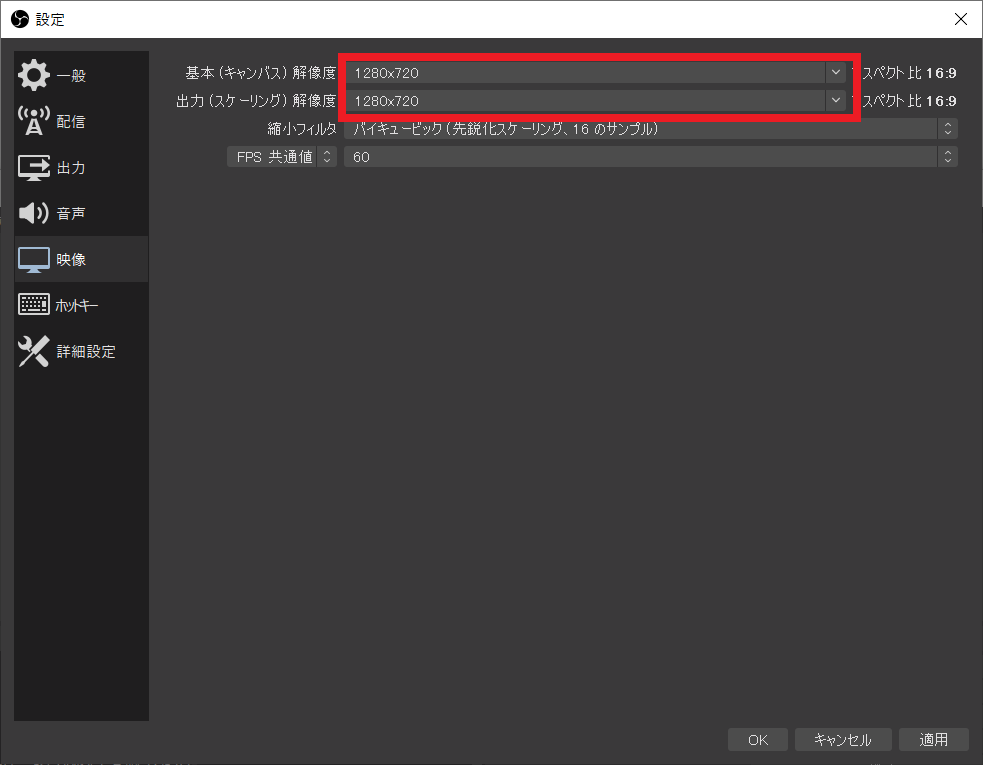 設定
一般
配信
出力
音声
映像
ホットキー
詳細設定
基本 (キャンバス) 解像度 1280x720 スペクト比 16:9
出力 (スケーリング) 解像度 1280x720 スペクト比 16:9
縮小フィルタ バイキュービック (先鋭化スケーリング、16 のサンプル)
FPS 共通値 60
OK キャンセル 適用